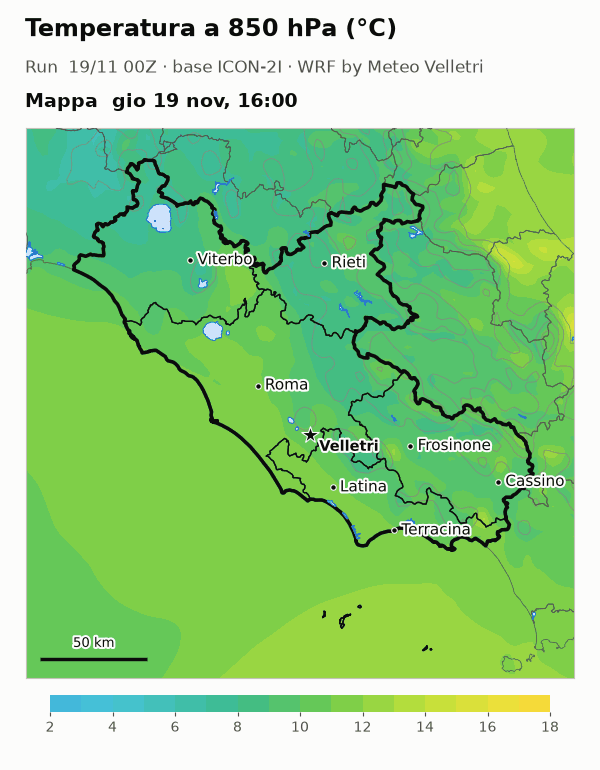 Temperatura a 850 hPa (°C)
Run  19/11 00Z · base ICON-2I · WRF by Meteo Velletri
Mappa  gio 19 nov, 16:00
Viterbo
Rieti
Roma
Velletri
Frosinone
Latina
Cassino
Terracina
50 km
2 4 6 8 10 12 14 16 18